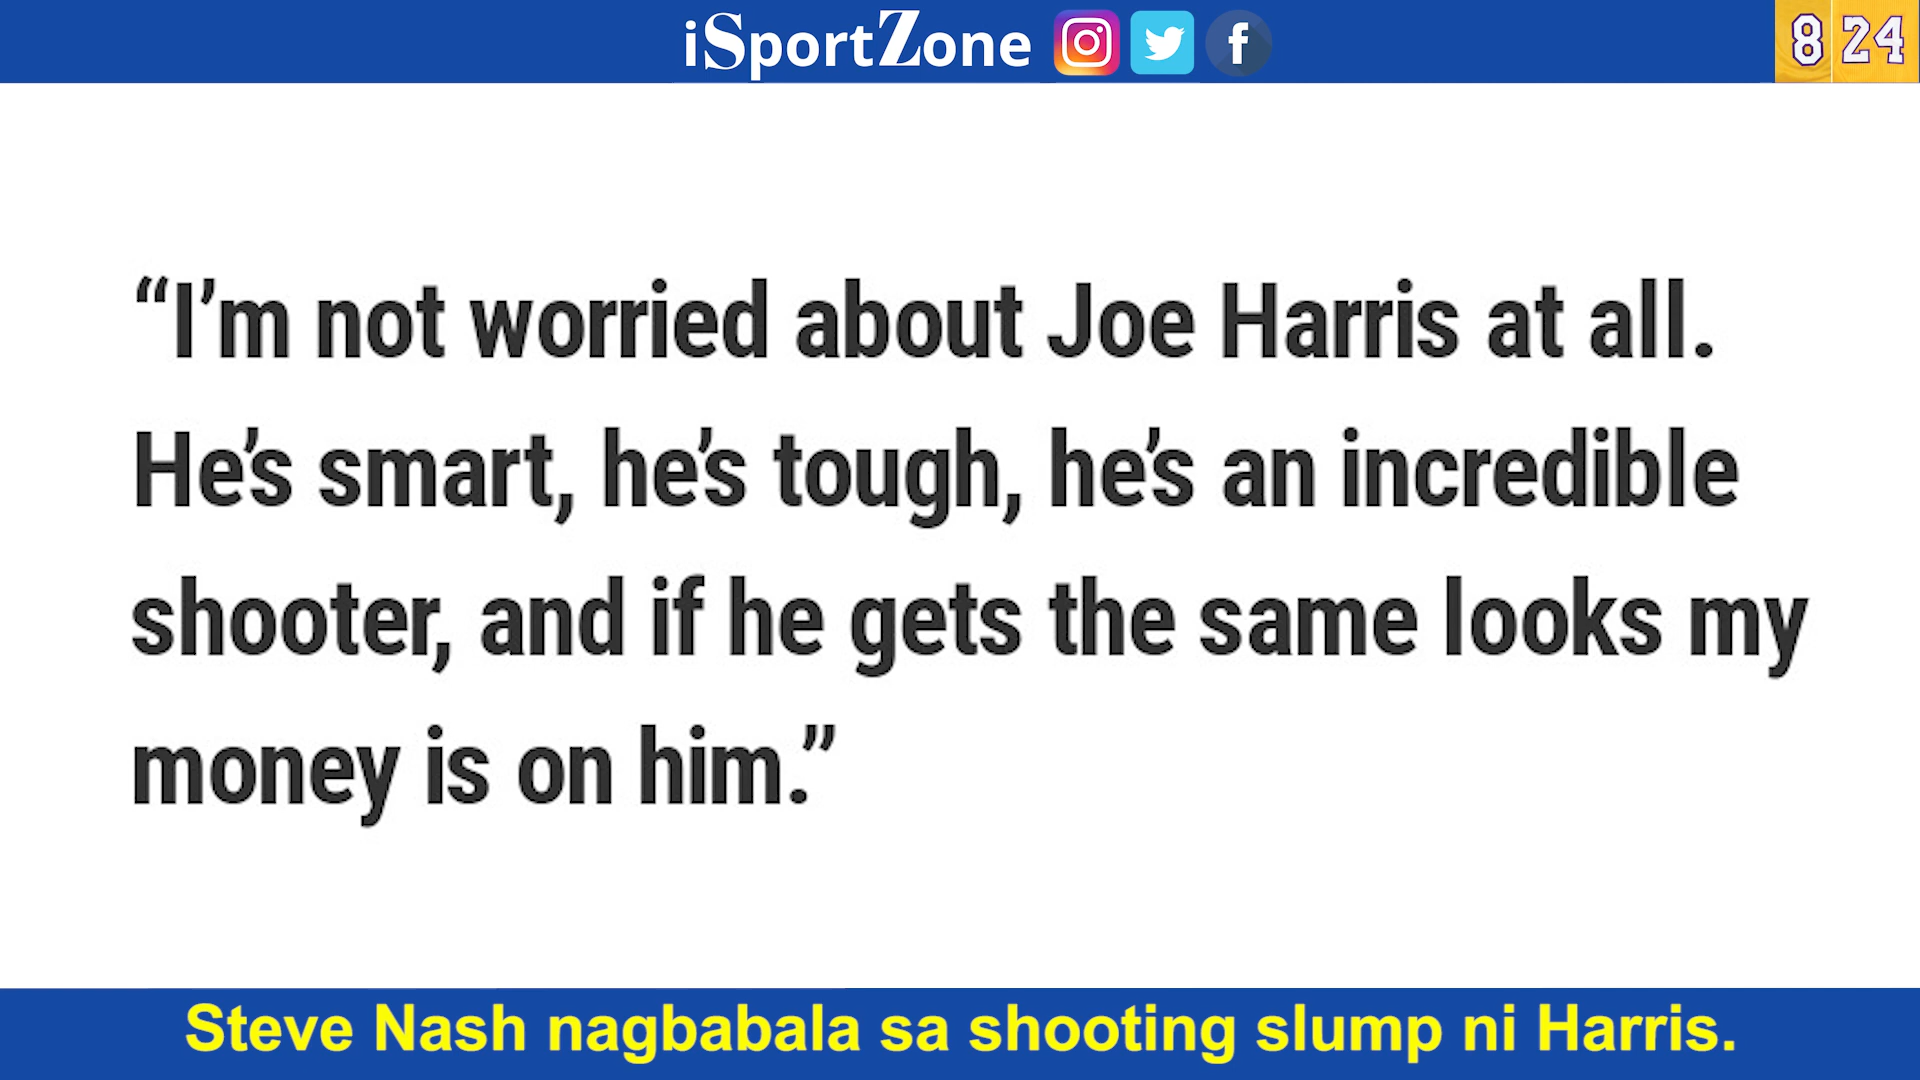 iSportZone
8 24
“I’m not worried about Joe Harris at all.
He’s smart, he’s tough, he’s an incredible
shooter, and if he gets the same looks my
money is on him.”
Steve Nash nagbabala sa shooting slump ni Harris.